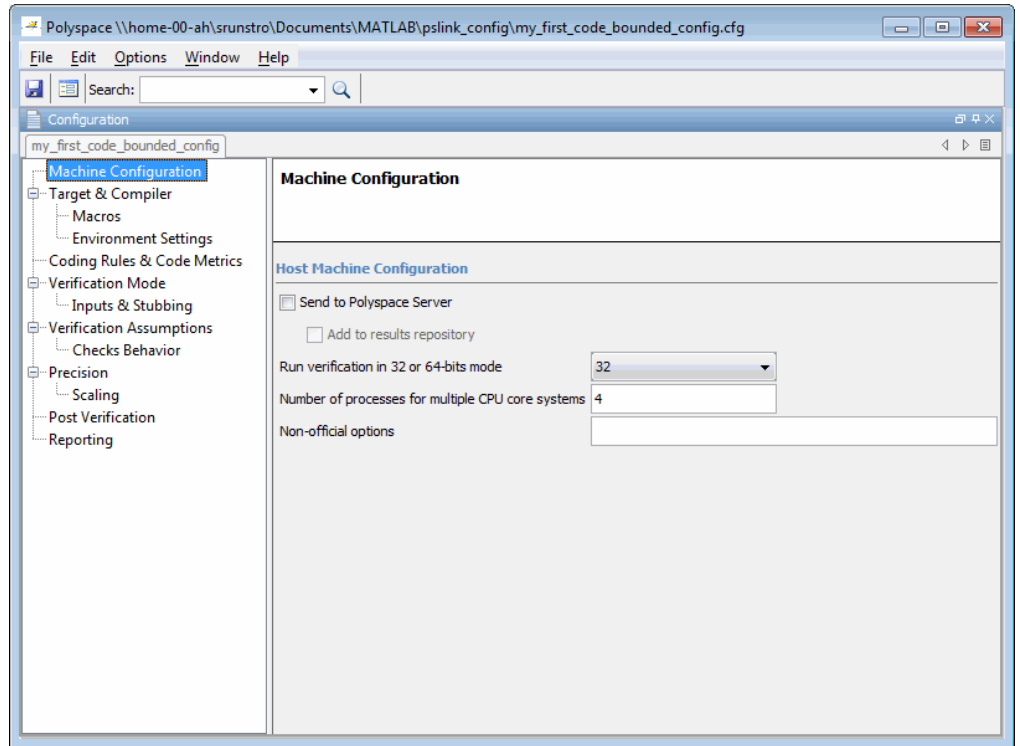 Polyspace \\home-00-ah\srunstro\Documents\MATLAB\pslink_config\my_first_code_bounded_config.cfg
File Edit Options Window Help
Search:
Configuration
my_first_code_bounded_config
Machine Configuration
Target & Compiler
Macros
Environment Settings
Coding Rules & Code Metrics
Verification Mode
Inputs & Stubbing
Verification Assumptions
Checks Behavior
Precision
Scaling
Post Verification
Reporting
Machine Configuration
Host Machine Configuration
Send to Polyspace Server
Add to results repository
Run verification in 32 or 64-bits mode 32
Number of processes for multiple CPU core systems 4
Non-official options